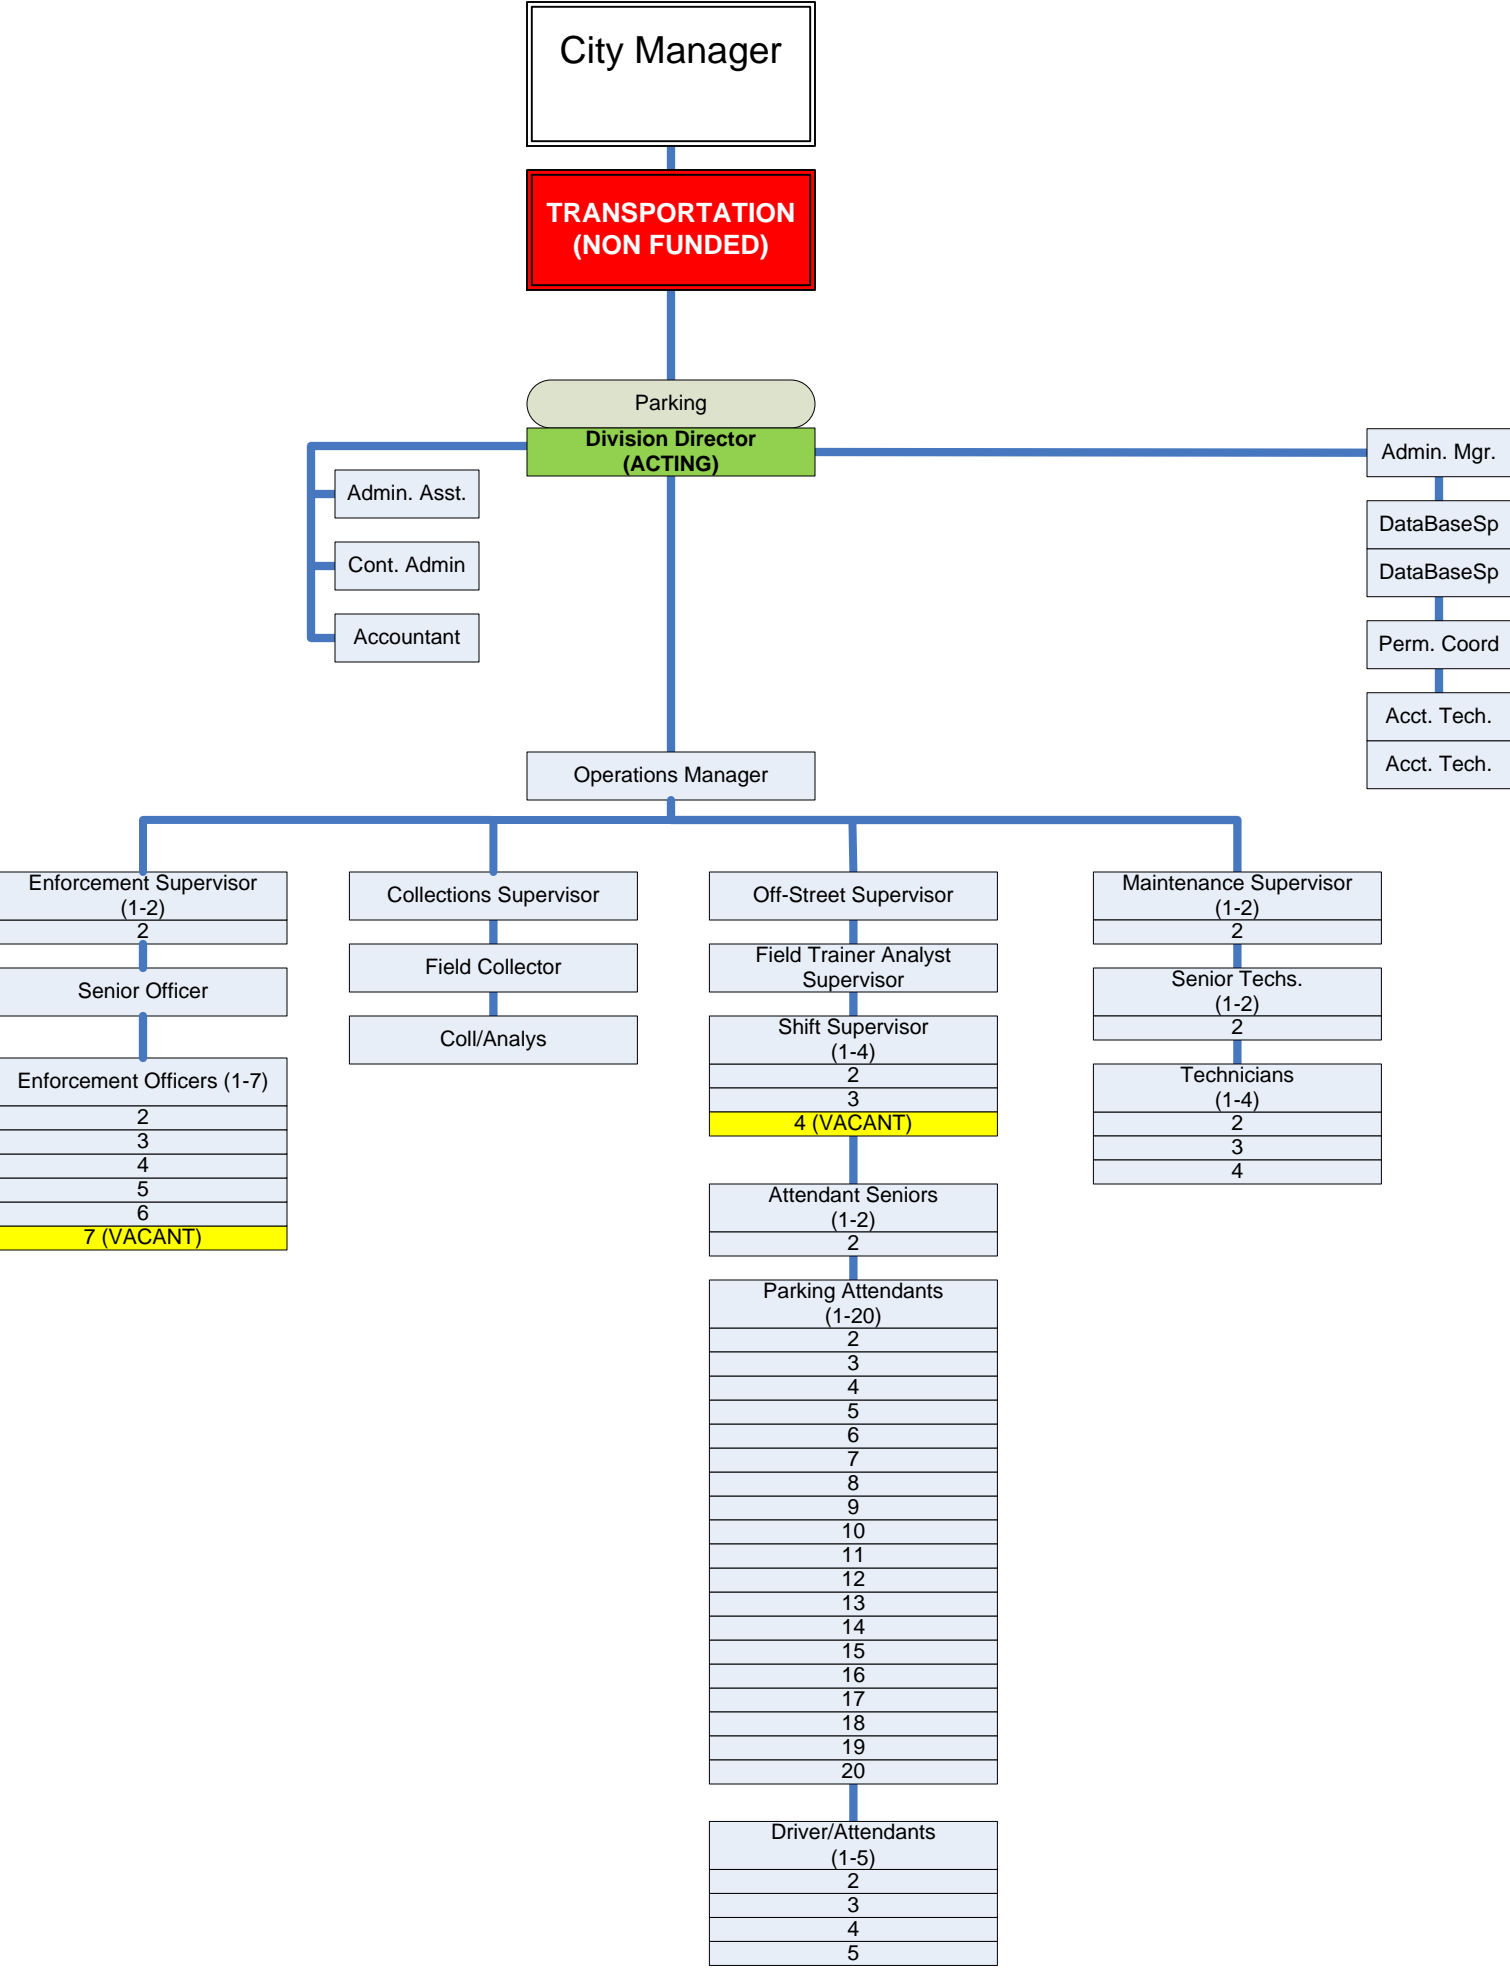 City Manager
TRANSPORTATION
(NON FUNDED)
Parking
Division Director
(ACTING)
Admin. Asst.
Cont. Admin
Accountant
Admin. Mgr.
DataBaseSp
DataBaseSp
Perm. Coord
Acct. Tech.
Acct. Tech.
Operations Manager
Enforcement Supervisor
(1-2)
2
Senior Officer
Enforcement Officers (1-7)
2
3
4
5
6
7 (VACANT)
Collections Supervisor
Field Collector
Coll/Analys
Off-Street Supervisor
Field Trainer Analyst
Supervisor
Shift Supervisor
(1-4)
2
3
4 (VACANT)
Attendant Seniors
(1-2)
2
Parking Attendants
(1-20)
2
3
4
5
6
7
8
9
10
11
12
13
14
15
16
17
18
19
20
Driver/Attendants
(1-5)
2
3
4
5
Maintenance Supervisor
(1-2)
2
Senior Techs.
(1-2)
2
Technicians
(1-4)
2
3
4